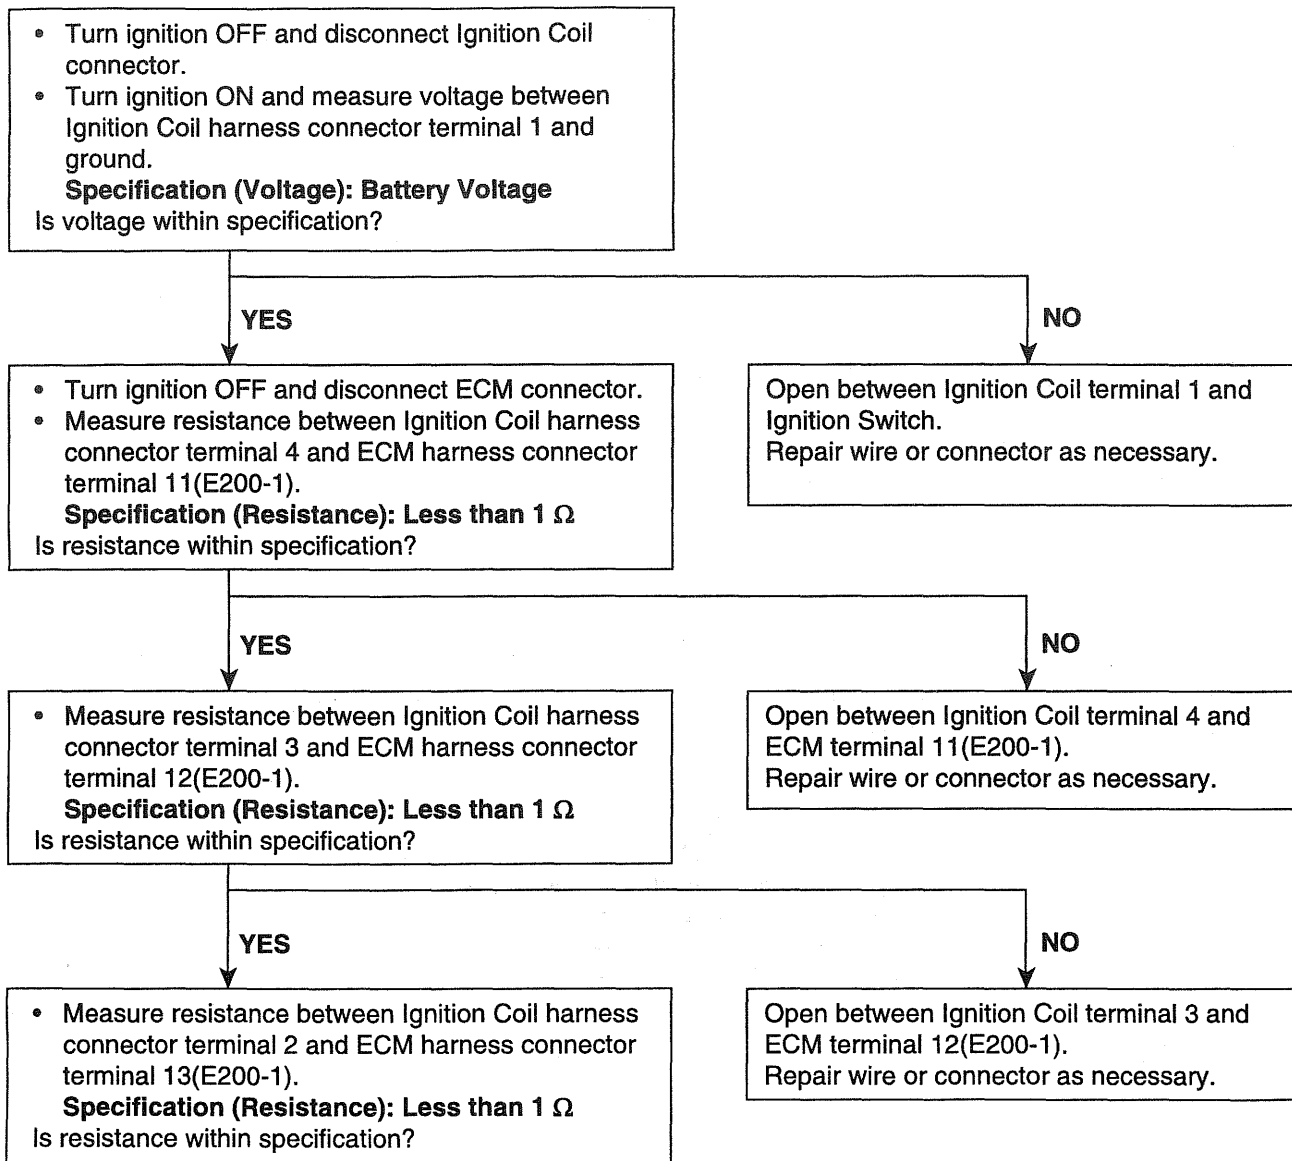 • Turn ignition OFF and disconnect Ignition Coil
connector.
• Turn ignition ON and measure voltage between
Ignition Coil harness connector terminal 1 and
ground.
Specification (Voltage): Battery Voltage
Is voltage within specification?
YES
NO
• Turn ignition OFF and disconnect ECM connector.
• Measure resistance between Ignition Coil harness
connector terminal 4 and ECM harness connector
terminal 11(E200-1).
Specification (Resistance): Less than 1 Ω
Is resistance within specification?
Open between Ignition Coil terminal 1 and
Ignition Switch.
Repair wire or connector as necessary.
YES
NO
• Measure resistance between Ignition Coil harness
connector terminal 3 and ECM harness connector
terminal 12(E200-1).
Specification (Resistance): Less than 1 Ω
Is resistance within specification?
Open between Ignition Coil terminal 4 and
ECM terminal 11(E200-1).
Repair wire or connector as necessary.
YES
NO
• Measure resistance between Ignition Coil harness
connector terminal 2 and ECM harness connector
terminal 13(E200-1).
Specification (Resistance): Less than 1 Ω
Is resistance within specification?
Open between Ignition Coil terminal 3 and
ECM terminal 12(E200-1).
Repair wire or connector as necessary.